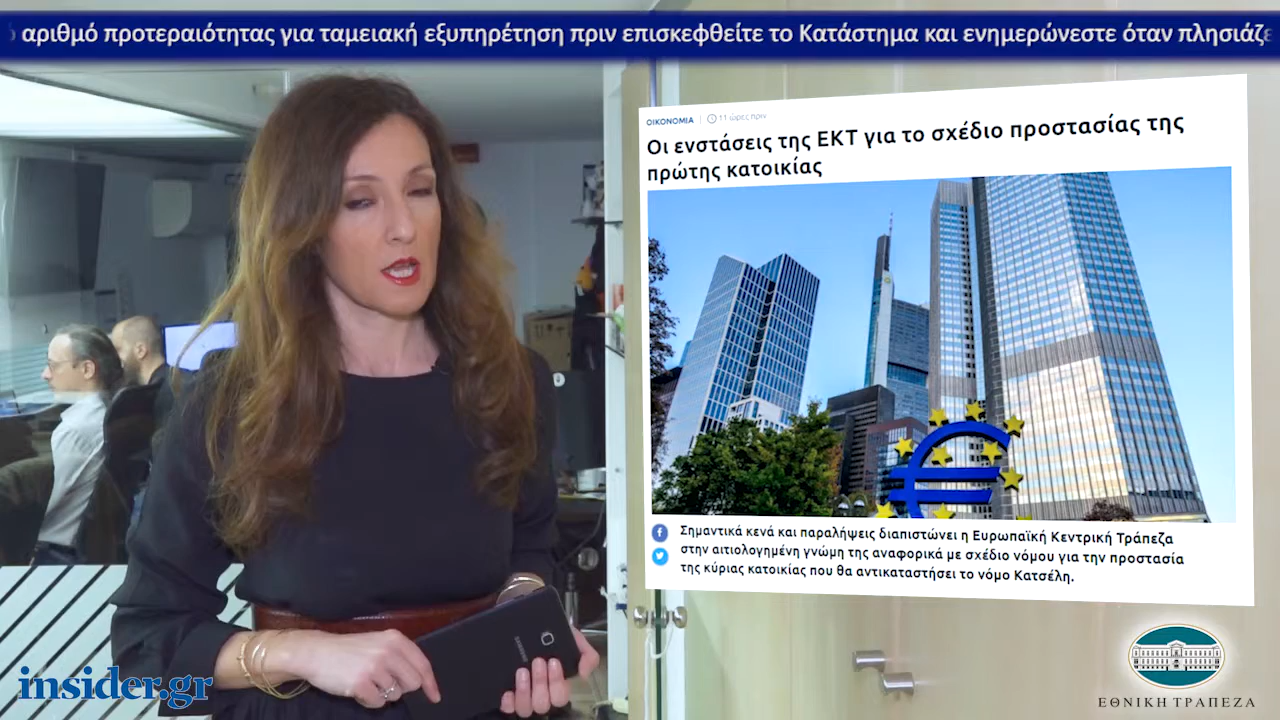 αριθμό προτεραιότητας για ταμειακή εξυπηρέτηση πριν επισκεφθείτε το Κατάστημα και ενημερώνεστε όταν
ΟΙΚΟΝΟΜΙΑ | 11 ώρες πριν
Οι ενστάσεις της ΕΚΤ για το σχέδιο προστασίας της
πρώτης κατοικίας
Σημαντικά κενά και παραλήψεις διαπιστώνει η Ευρωπαϊκή Κεντρική Τράπεζα
στην αιτιολογημένη γνώμη της αναφορικά με σχέδιο νόμου για την προστασία
της κύριας κατοικίας που θα αντικαταστήσει το νόμο Κατσέλη.
SAMSUNG
insider.gr
ΕΘΝΙΚΗ ΤΡΑΠΕΖΑ